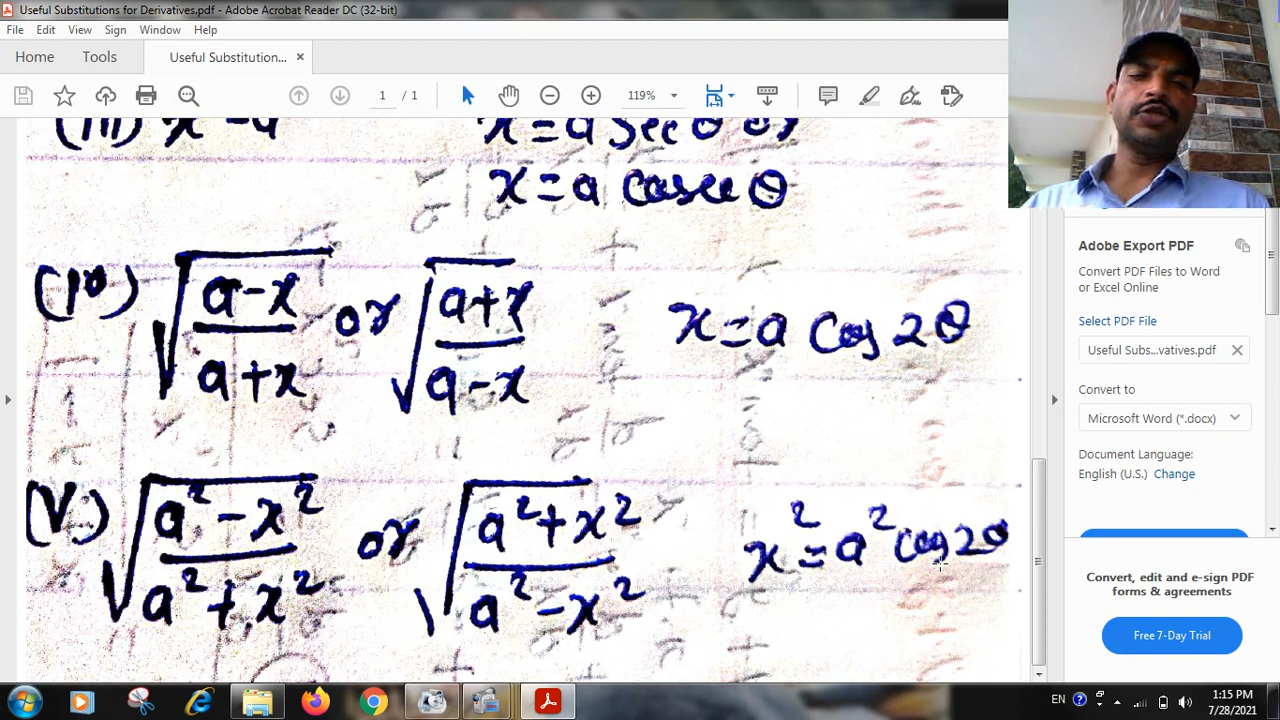 Useful Substitutions for Derivatives.pdf - Adobe Acrobat Reader DC (32-bit)
File Edit View Sign Window Help
Home Tools Useful Substitution... ×
1 / 1 119%
(iii) x² - a² x = a sec θ or
x = a cosec θ
(iv) √((a-x)/(a+x)) or √((a+x)/(a-x)) x = a cos 2θ
(v) √((a²-x²)/(a²+x²)) or √((a²+x²)/(a²-x²)) x² = a² cos 2θ
Adobe Export PDF
Convert PDF Files to Word
or Excel Online
Select PDF File
Useful Subs...vatives.pdf
Convert to
Microsoft Word (*.docx)
Document Language:
English (U.S.) Change
Convert, edit and e-sign PDF
forms & agreements
Free 7-Day Trial
EN 1:15 PM
7/28/2021